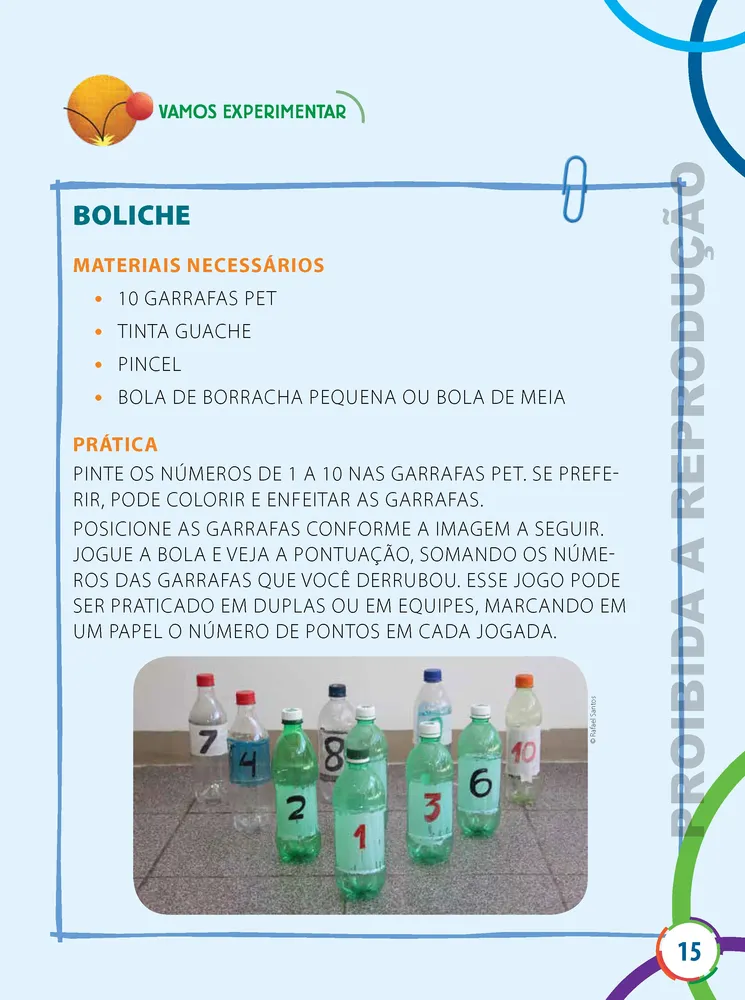 VAMOS EXPERIMENTAR
BOLICHE
MATERIAIS NECESSÁRIOS
• 10 GARRAFAS PET
• TINTA GUACHE
• PINCEL
• BOLA DE BORRACHA PEQUENA OU BOLA DE MEIA
PRÁTICA
PINTE OS NÚMEROS DE 1 A 10 NAS GARRAFAS PET. SE PREFE-
RIR, PODE COLORIR E ENFEITAR AS GARRAFAS.
POSICIONE AS GARRAFAS CONFORME A IMAGEM A SEGUIR.
JOGUE A BOLA E VEJA A PONTUAÇÃO, SOMANDO OS NÚME-
ROS DAS GARRAFAS QUE VOCÊ DERRUBOU. ESSE JOGO PODE
SER PRATICADO EM DUPLAS OU EM EQUIPES, MARCANDO EM
UM PAPEL O NÚMERO DE PONTOS EM CADA JOGADA.
7
4
8
10
2
6
3
1
© Rafael Santos
PROIBIDA A REPRODUÇÃO
15